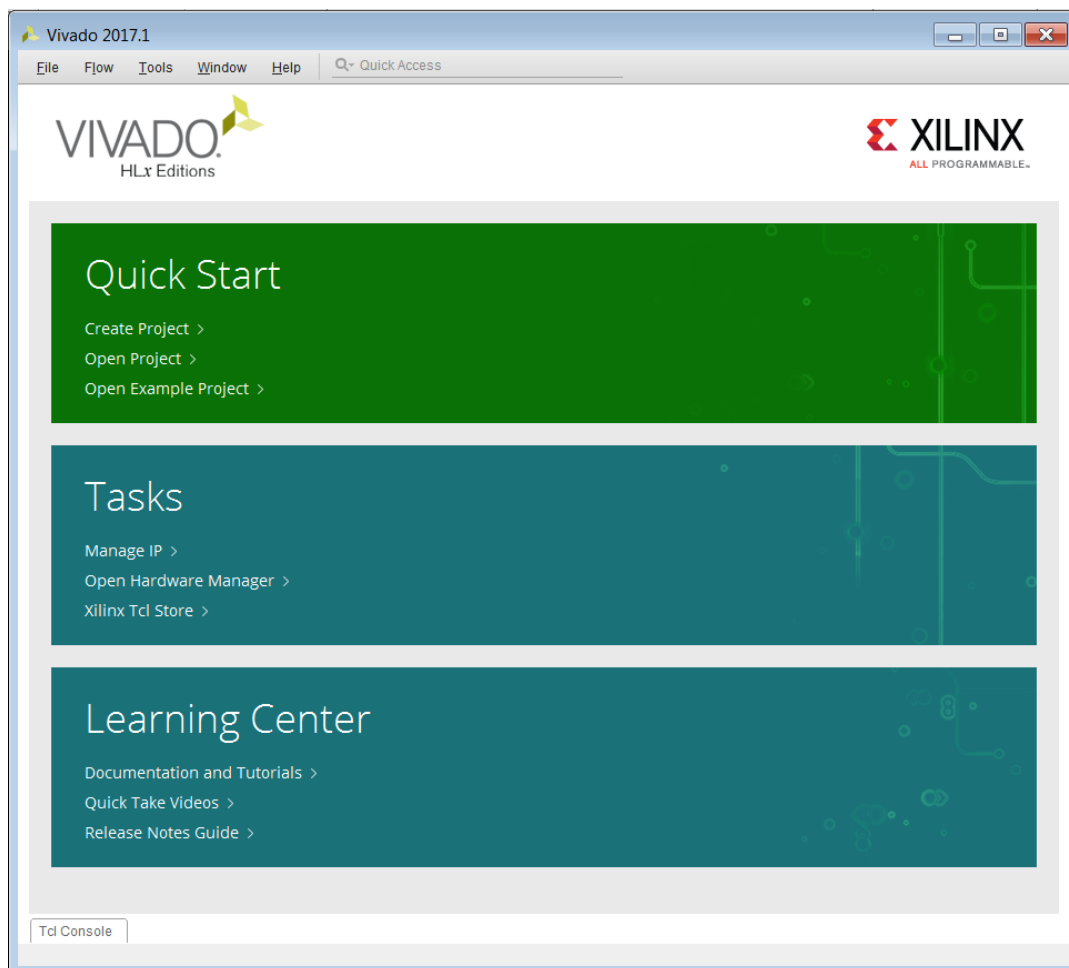 Vivado 2017.1
File Flow Tools Window Help Quick Access
VIVADO.
HLx Editions
XILINX
ALL PROGRAMMABLE™
Quick Start
Create Project >
Open Project >
Open Example Project >
Tasks
Manage IP >
Open Hardware Manager >
Xilinx Tcl Store >
Learning Center
Documentation and Tutorials >
Quick Take Videos >
Release Notes Guide >
Tcl Console